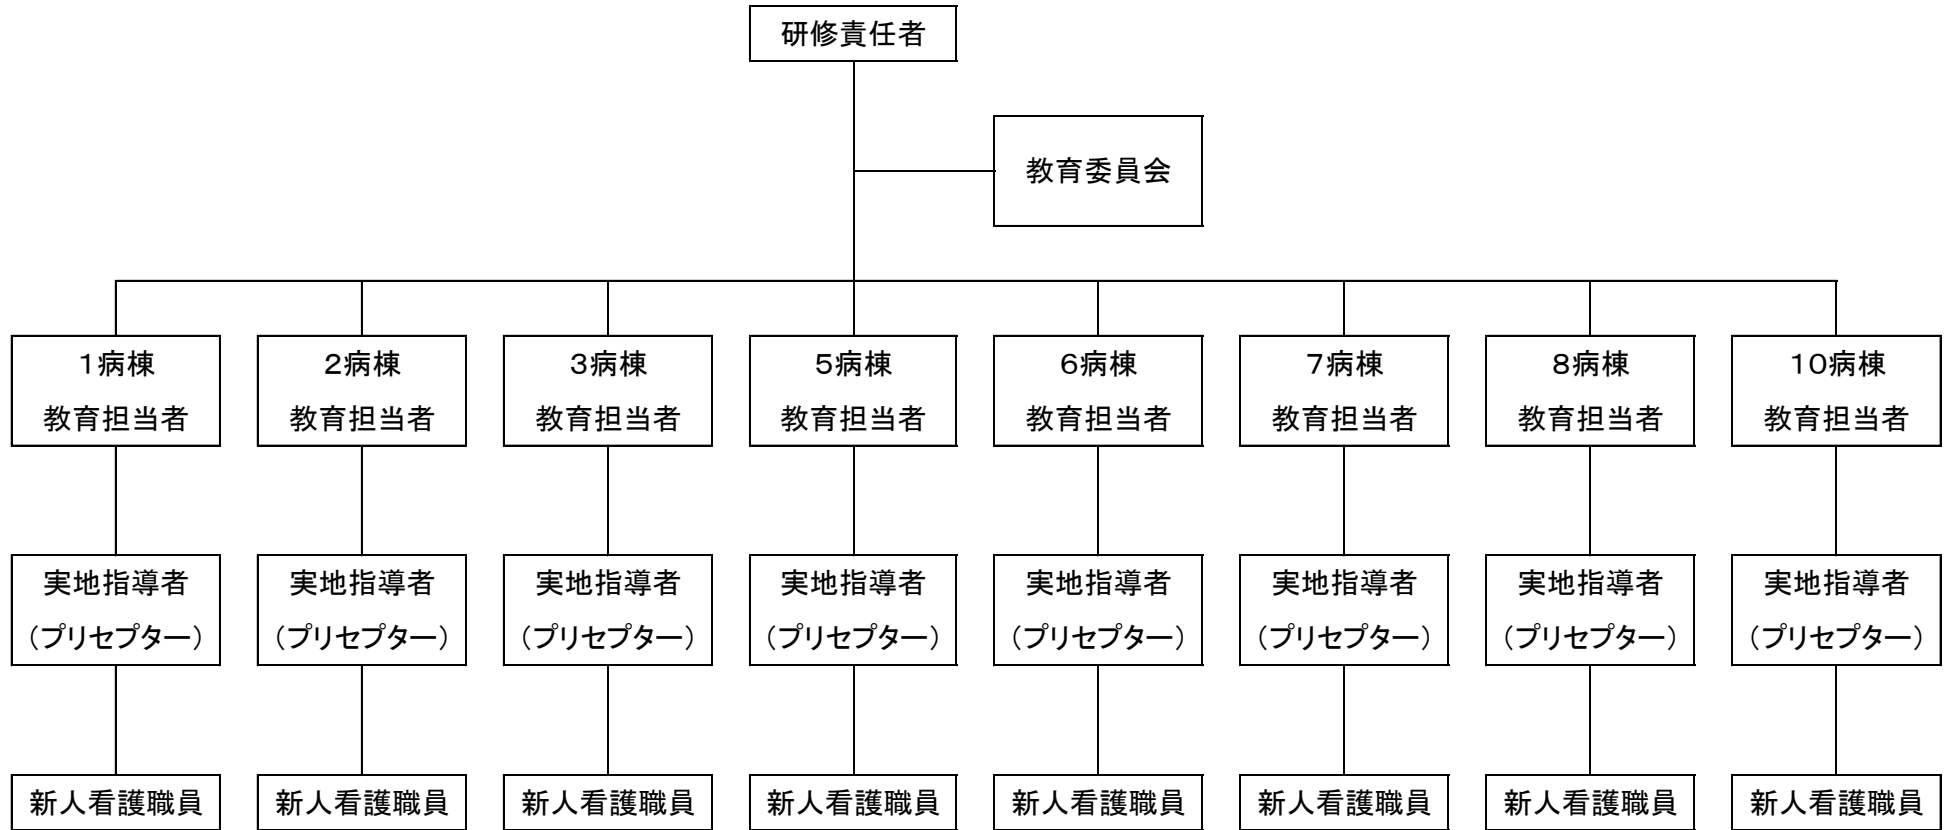 研修責任者
教育委員会
1病棟
教育担当者
2病棟
教育担当者
3病棟
教育担当者
5病棟
教育担当者
6病棟
教育担当者
7病棟
教育担当者
8病棟
教育担当者
10病棟
教育担当者
実地指導者
（プリセプター）
実地指導者
（プリセプター）
実地指導者
（プリセプター）
実地指導者
（プリセプター）
実地指導者
（プリセプター）
実地指導者
（プリセプター）
実地指導者
（プリセプター）
実地指導者
（プリセプター）
新人看護職員
新人看護職員
新人看護職員
新人看護職員
新人看護職員
新人看護職員
新人看護職員
新人看護職員